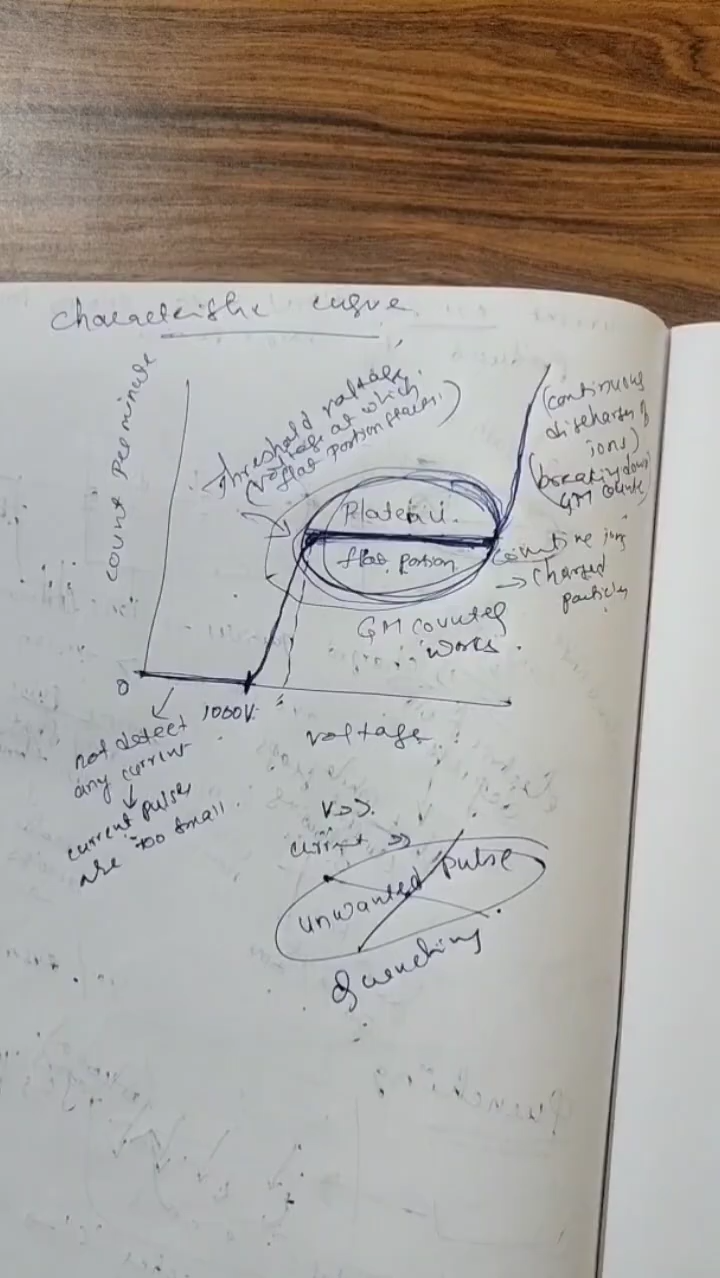 characteristic curve
count per minute
Threshold voltage
(voltage at which
flat portion starts.)
(continuous
discharge of
ions)
(breaking down
GM counter)
Plateau.
flat portion
counting
→ charged
particles
GM counter
works.
0
1000V.
voltage
not detect
any current
current pulses
are too small.
V→
current →
unwanted pulse
Quenching.
Quenching